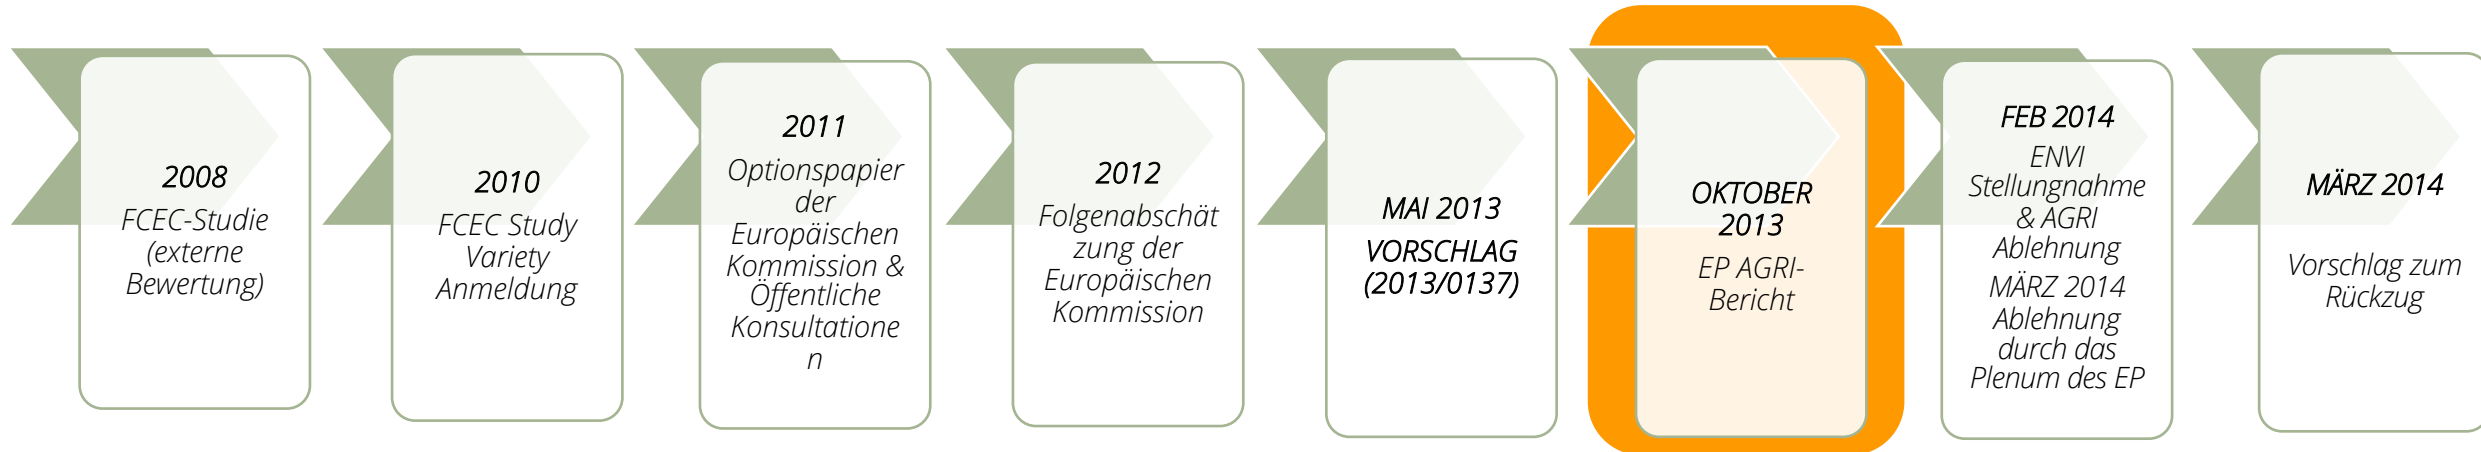 2008
FCEC-Studie
(externe
Bewertung)
2010
FCEC Study
Variety
Anmeldung
2011
Optionspapier
der
Europäischen
Kommission &
Öffentliche
Konsultatione
n
2012
Folgenabschät
zung der
Europäischen
Kommission
MAI 2013
VORSCHLAG
(2013/0137)
OKTOBER
2013
EP AGRI-
Bericht
FEB 2014
ENVI
Stellungnahme
& AGRI
Ablehnung
MÄRZ 2014
Ablehnung
durch das
Plenum des EP
MÄRZ 2014
Vorschlag zum
Rückzug